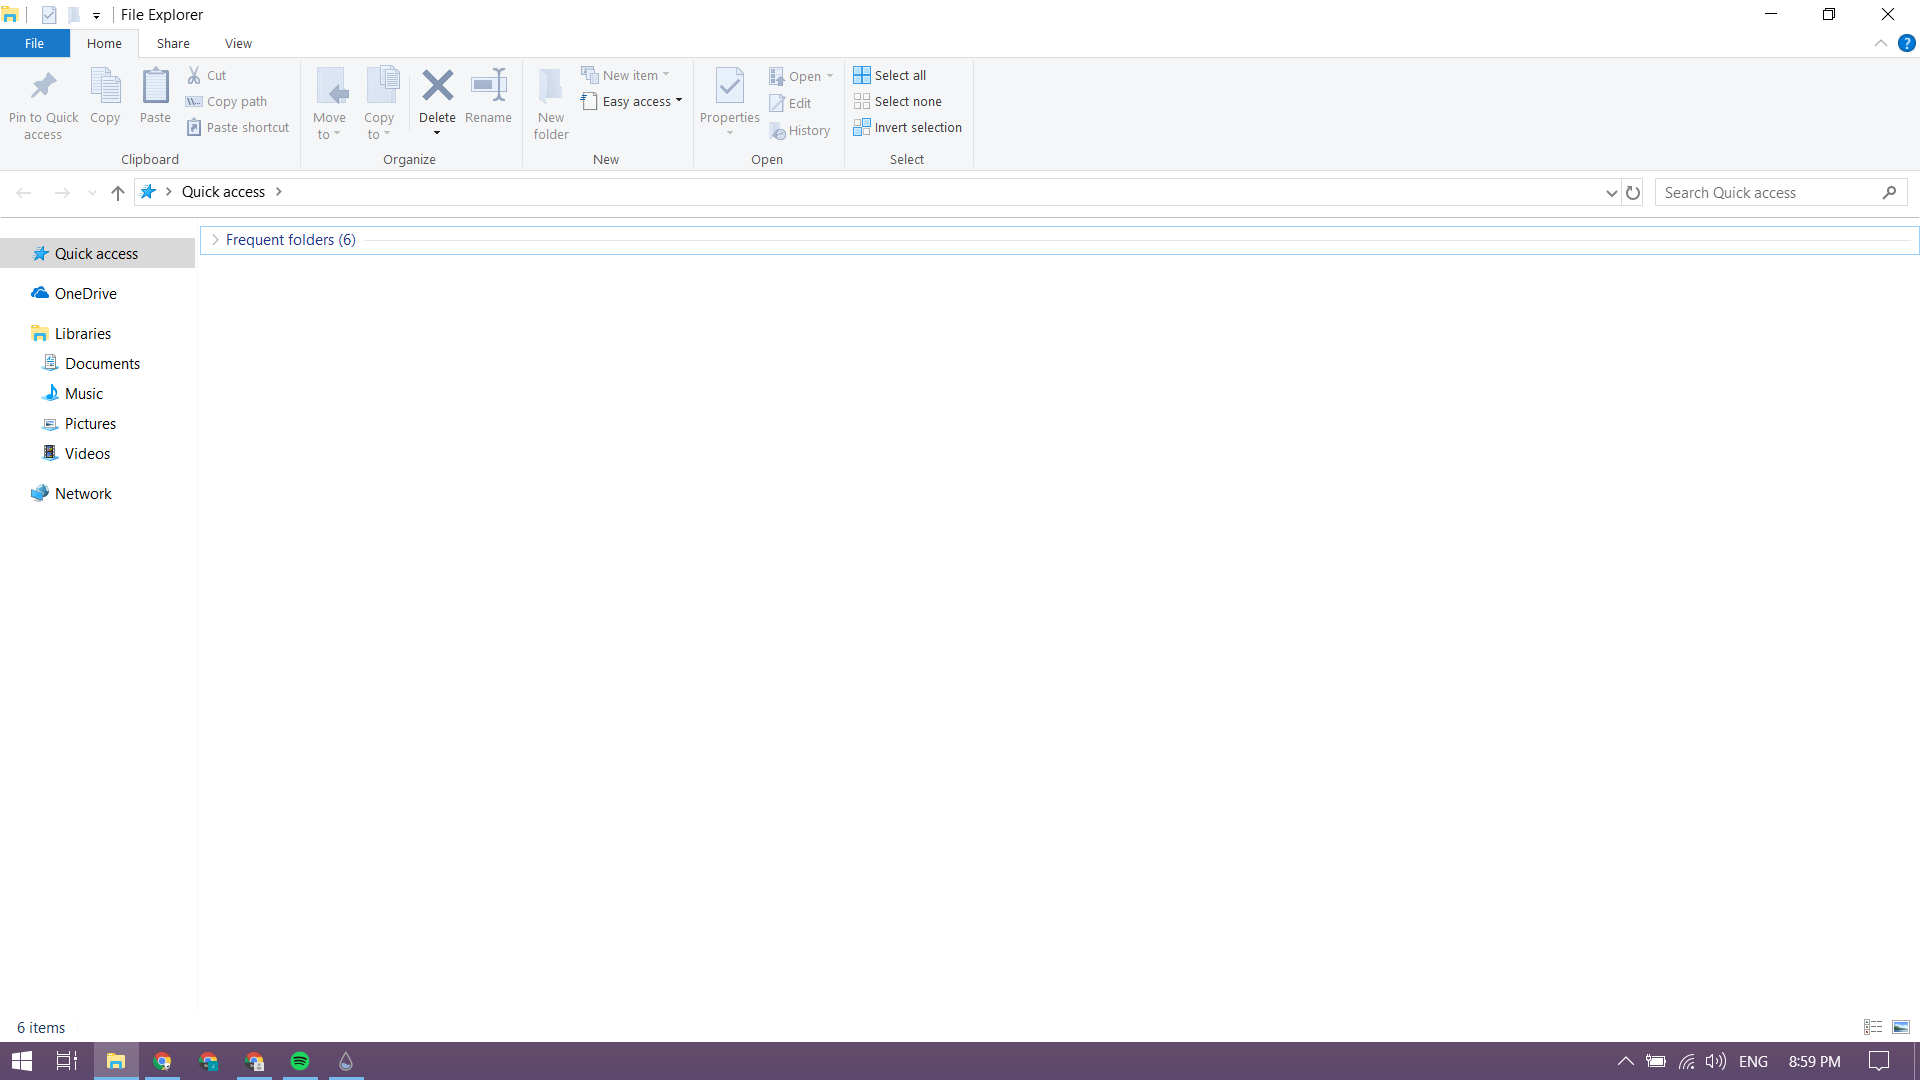 File Explorer
File
Home
Share
View
Pin to Quick
access
Copy
Paste
Cut
Copy path
Paste shortcut
Clipboard
Move
to
Copy
to
Delete
Rename
Organize
New
folder
New item
Easy access
New
Properties
Open
Edit
History
Open
Select all
Select none
Invert selection
Select
Quick access
Search Quick access
Quick access
OneDrive
Libraries
Documents
Music
Pictures
Videos
Network
Frequent folders (6)
6 items
ENG
8:59 PM